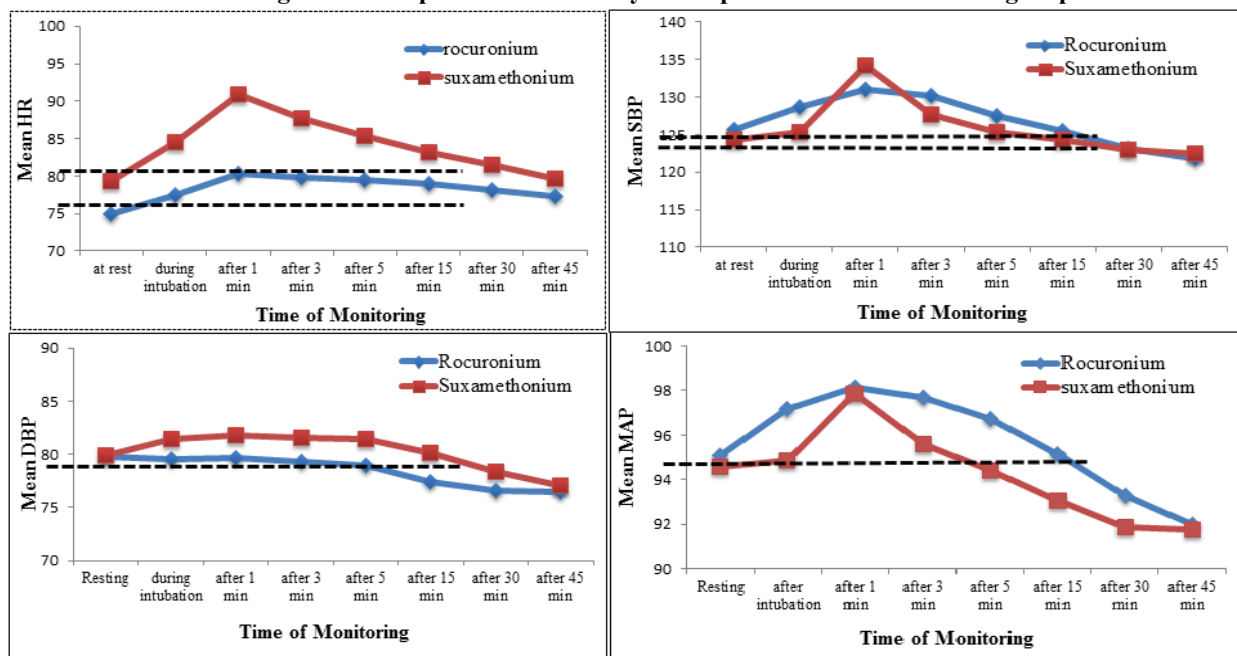 rocuronium
suxamethonium
Mean HR
100
95
90
85
80
75
70
at rest
during intubation
after 1 min
after 3 min
after 5 min
after 15 min
after 30 min
after 45 min
Time of Monitoring
Rocuronium
Suxamethonium
Mean SBP
140
130
120
110
at rest
during intubation
after 1 min
after 3 min
after 5 min
after 15 min
after 30 min
after 45 min
Time of Monitoring
Rocuronium
Suxamethonium
Mean DBP
90
85
80
75
70
Resting
during intubation
after 1 min
after 3 min
after 5 min
after 15 min
after 30 min
after 45 min
Time of Monitoring
Rocuronium
suxamethonium
Mean MAP
100
98
96
94
92
90
Resting
after intubation
after 1 min
after 3 min
after 5 min
after 15 min
after 30 min
after 45 min
Time of Monitoring